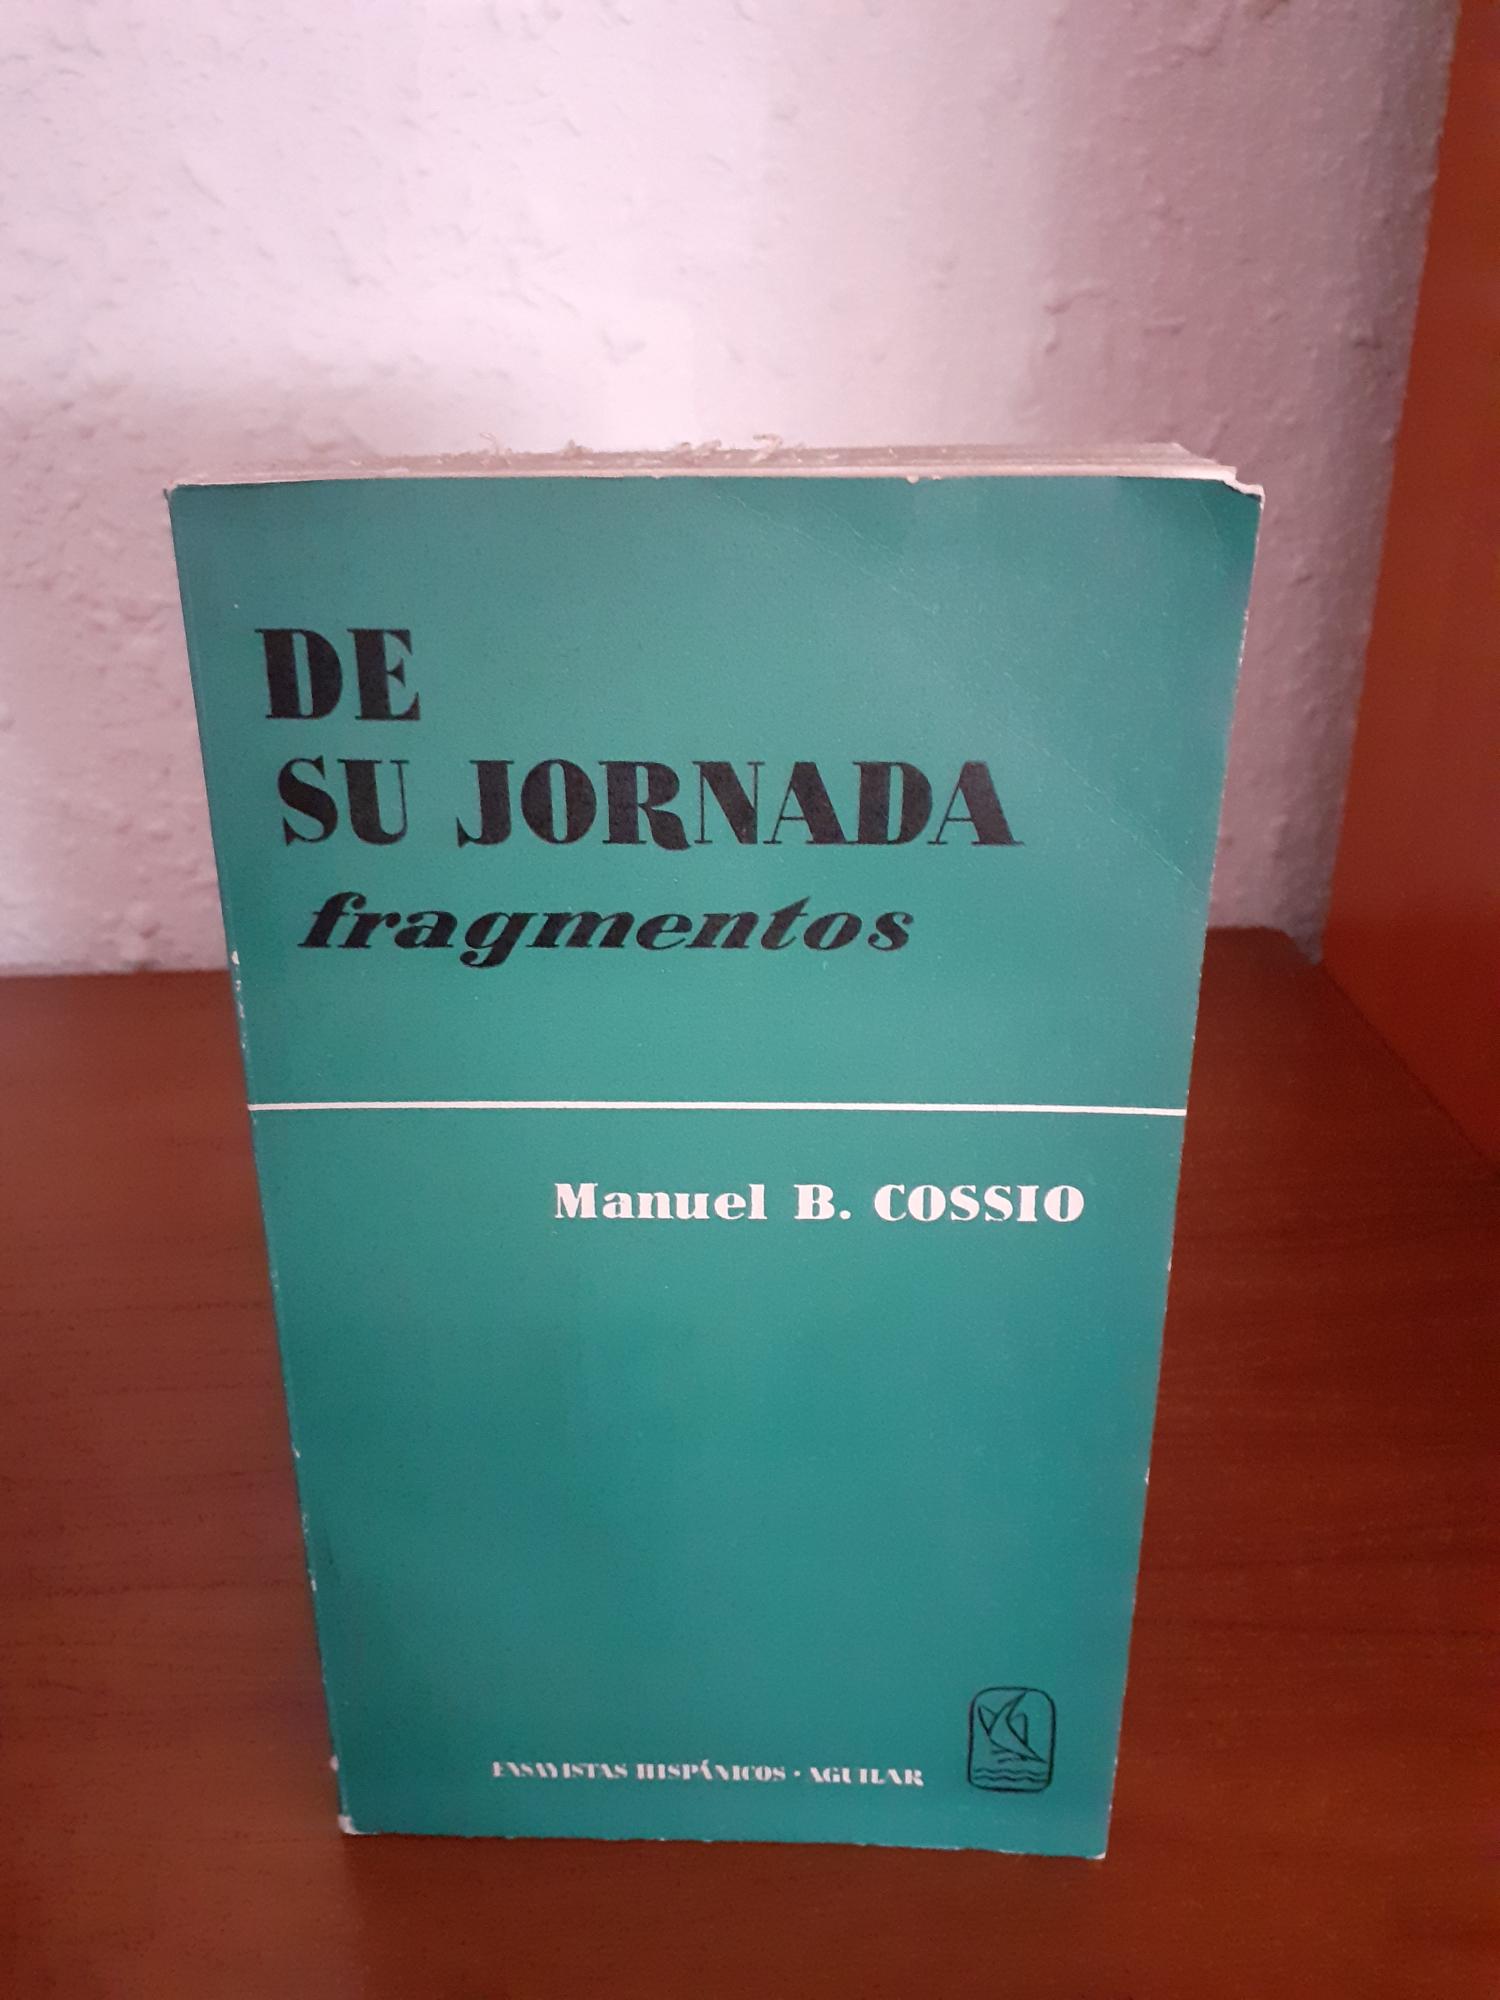 DE
SU JORNADA
fragmentos
Manuel B. COSSIO
ENSAYISTAS HISPÁNICOS · AGUILAR